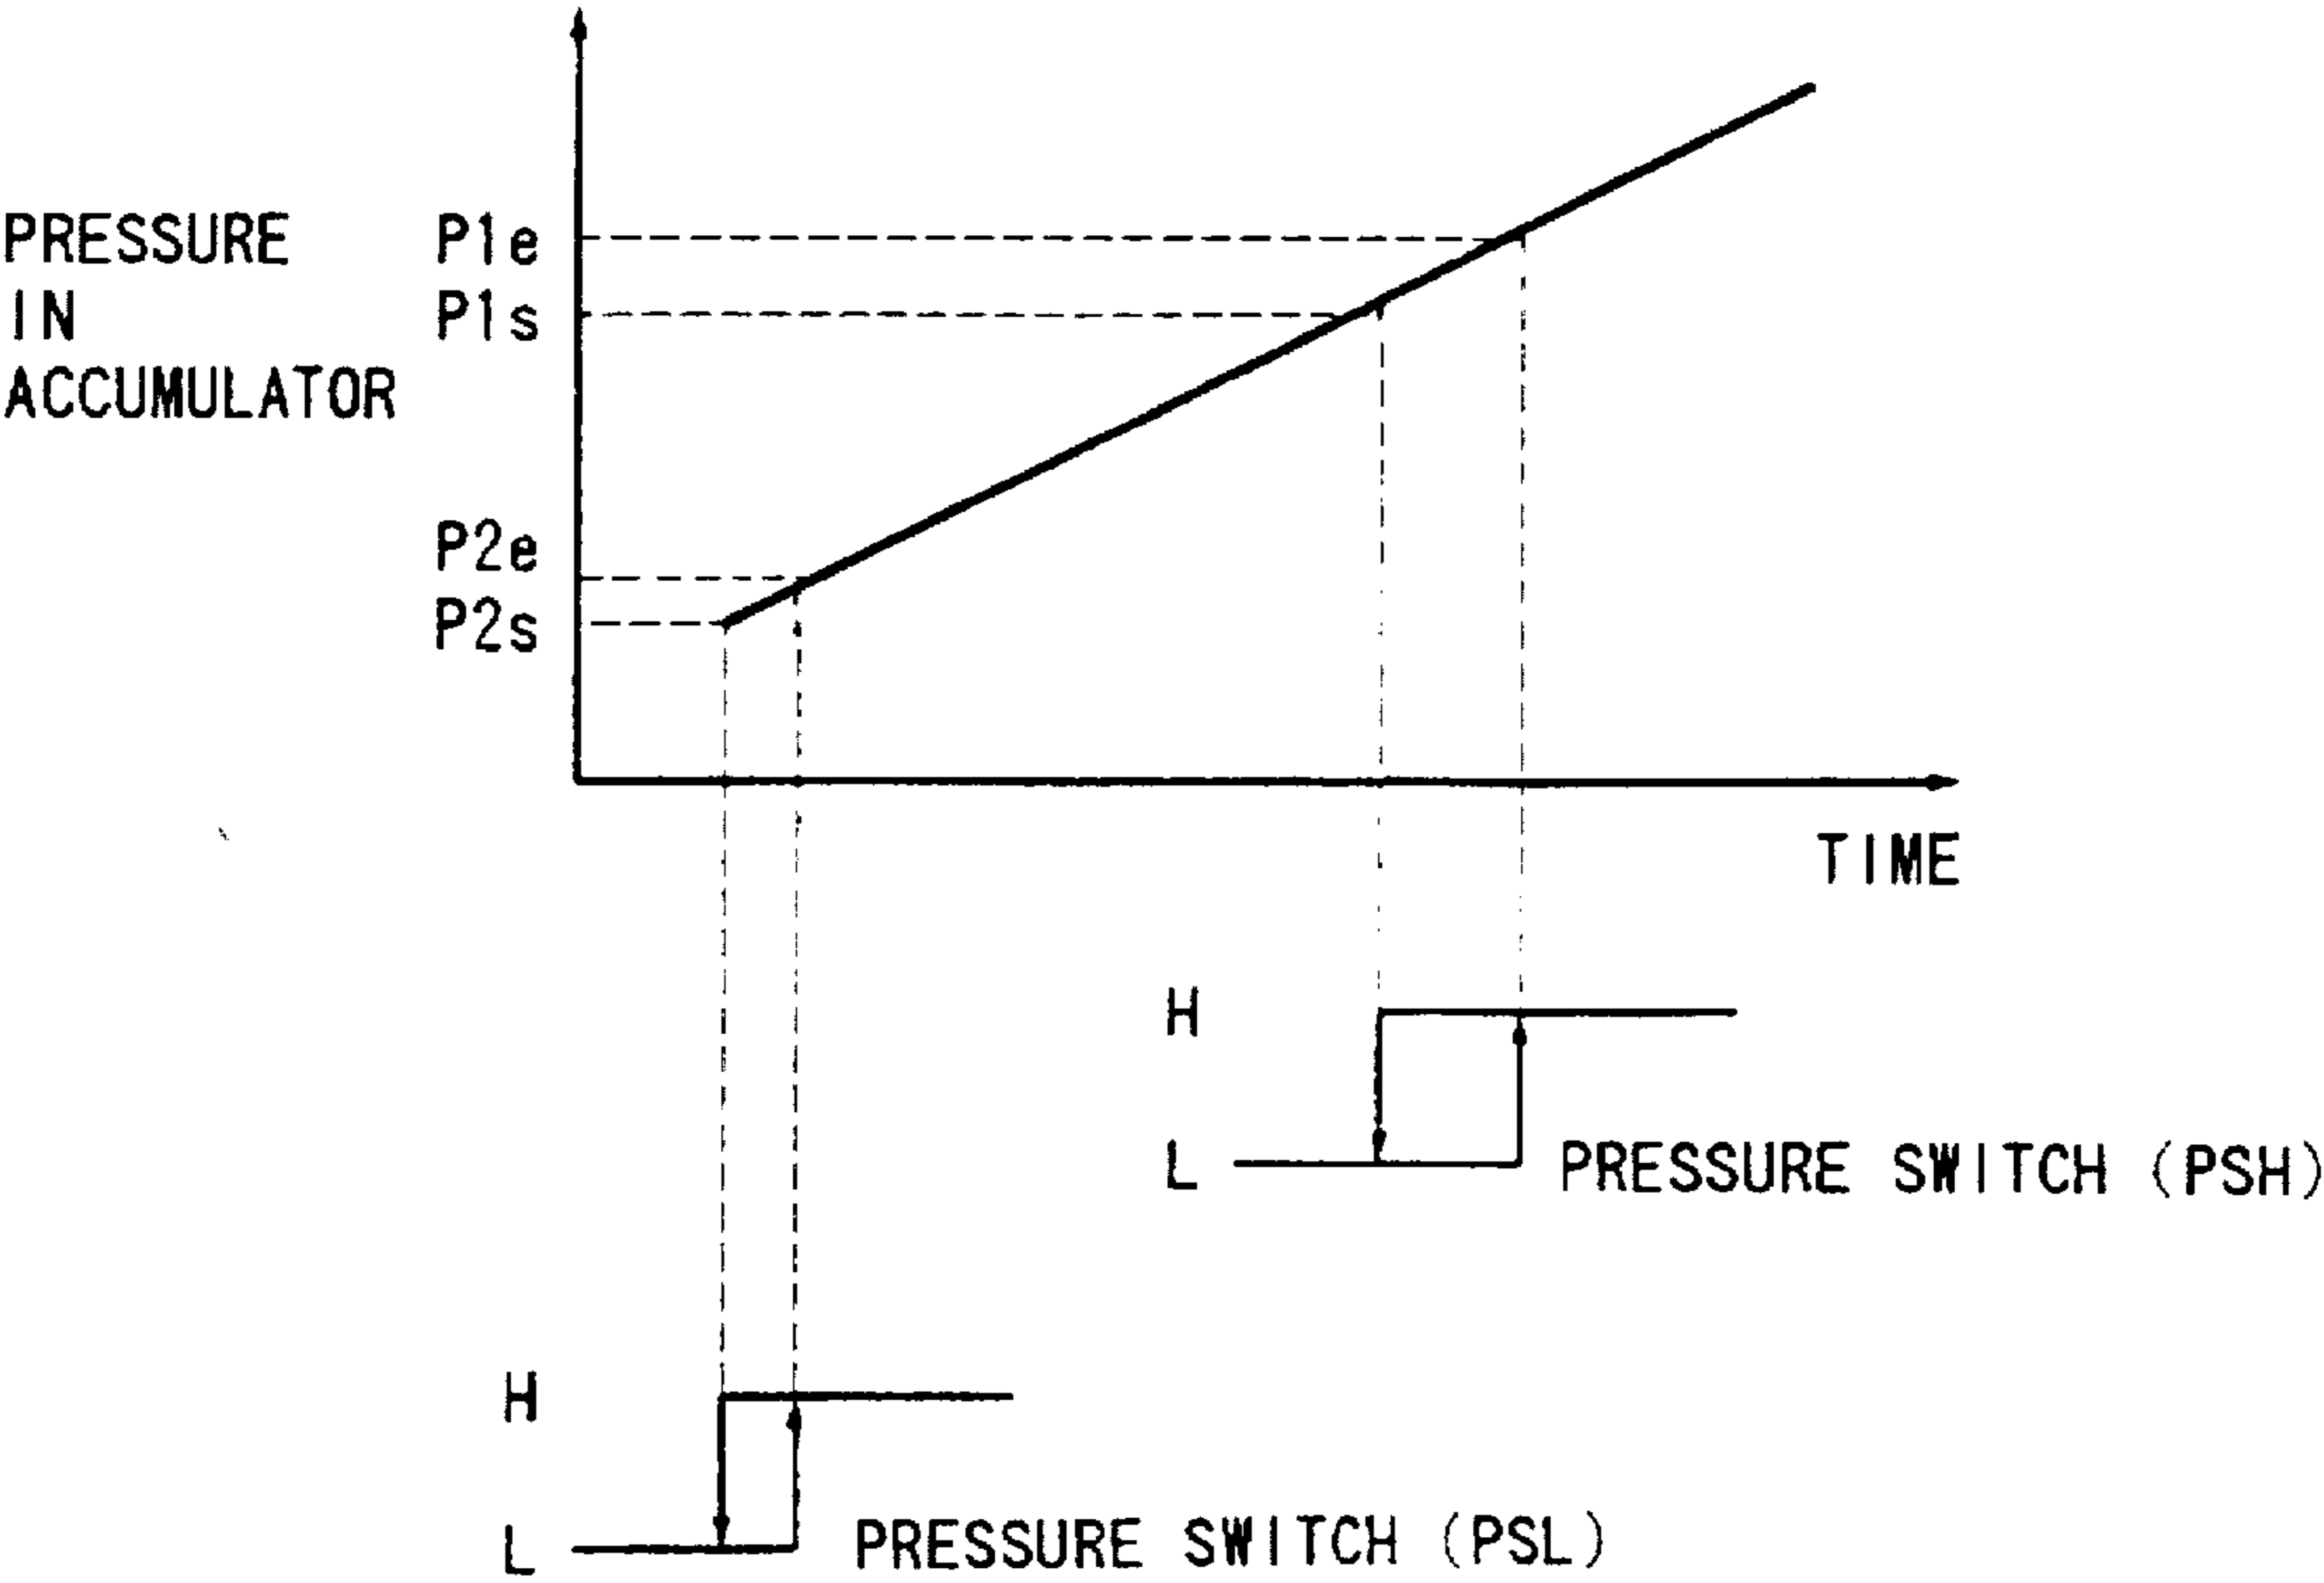 PRESSURE
IN
ACCUMULATOR
P1e
P1s
P2e
P2s
TIME
H
L
PRESSURE SWITCH (PSH)
H
L
PRESSURE SWITCH (PSL)